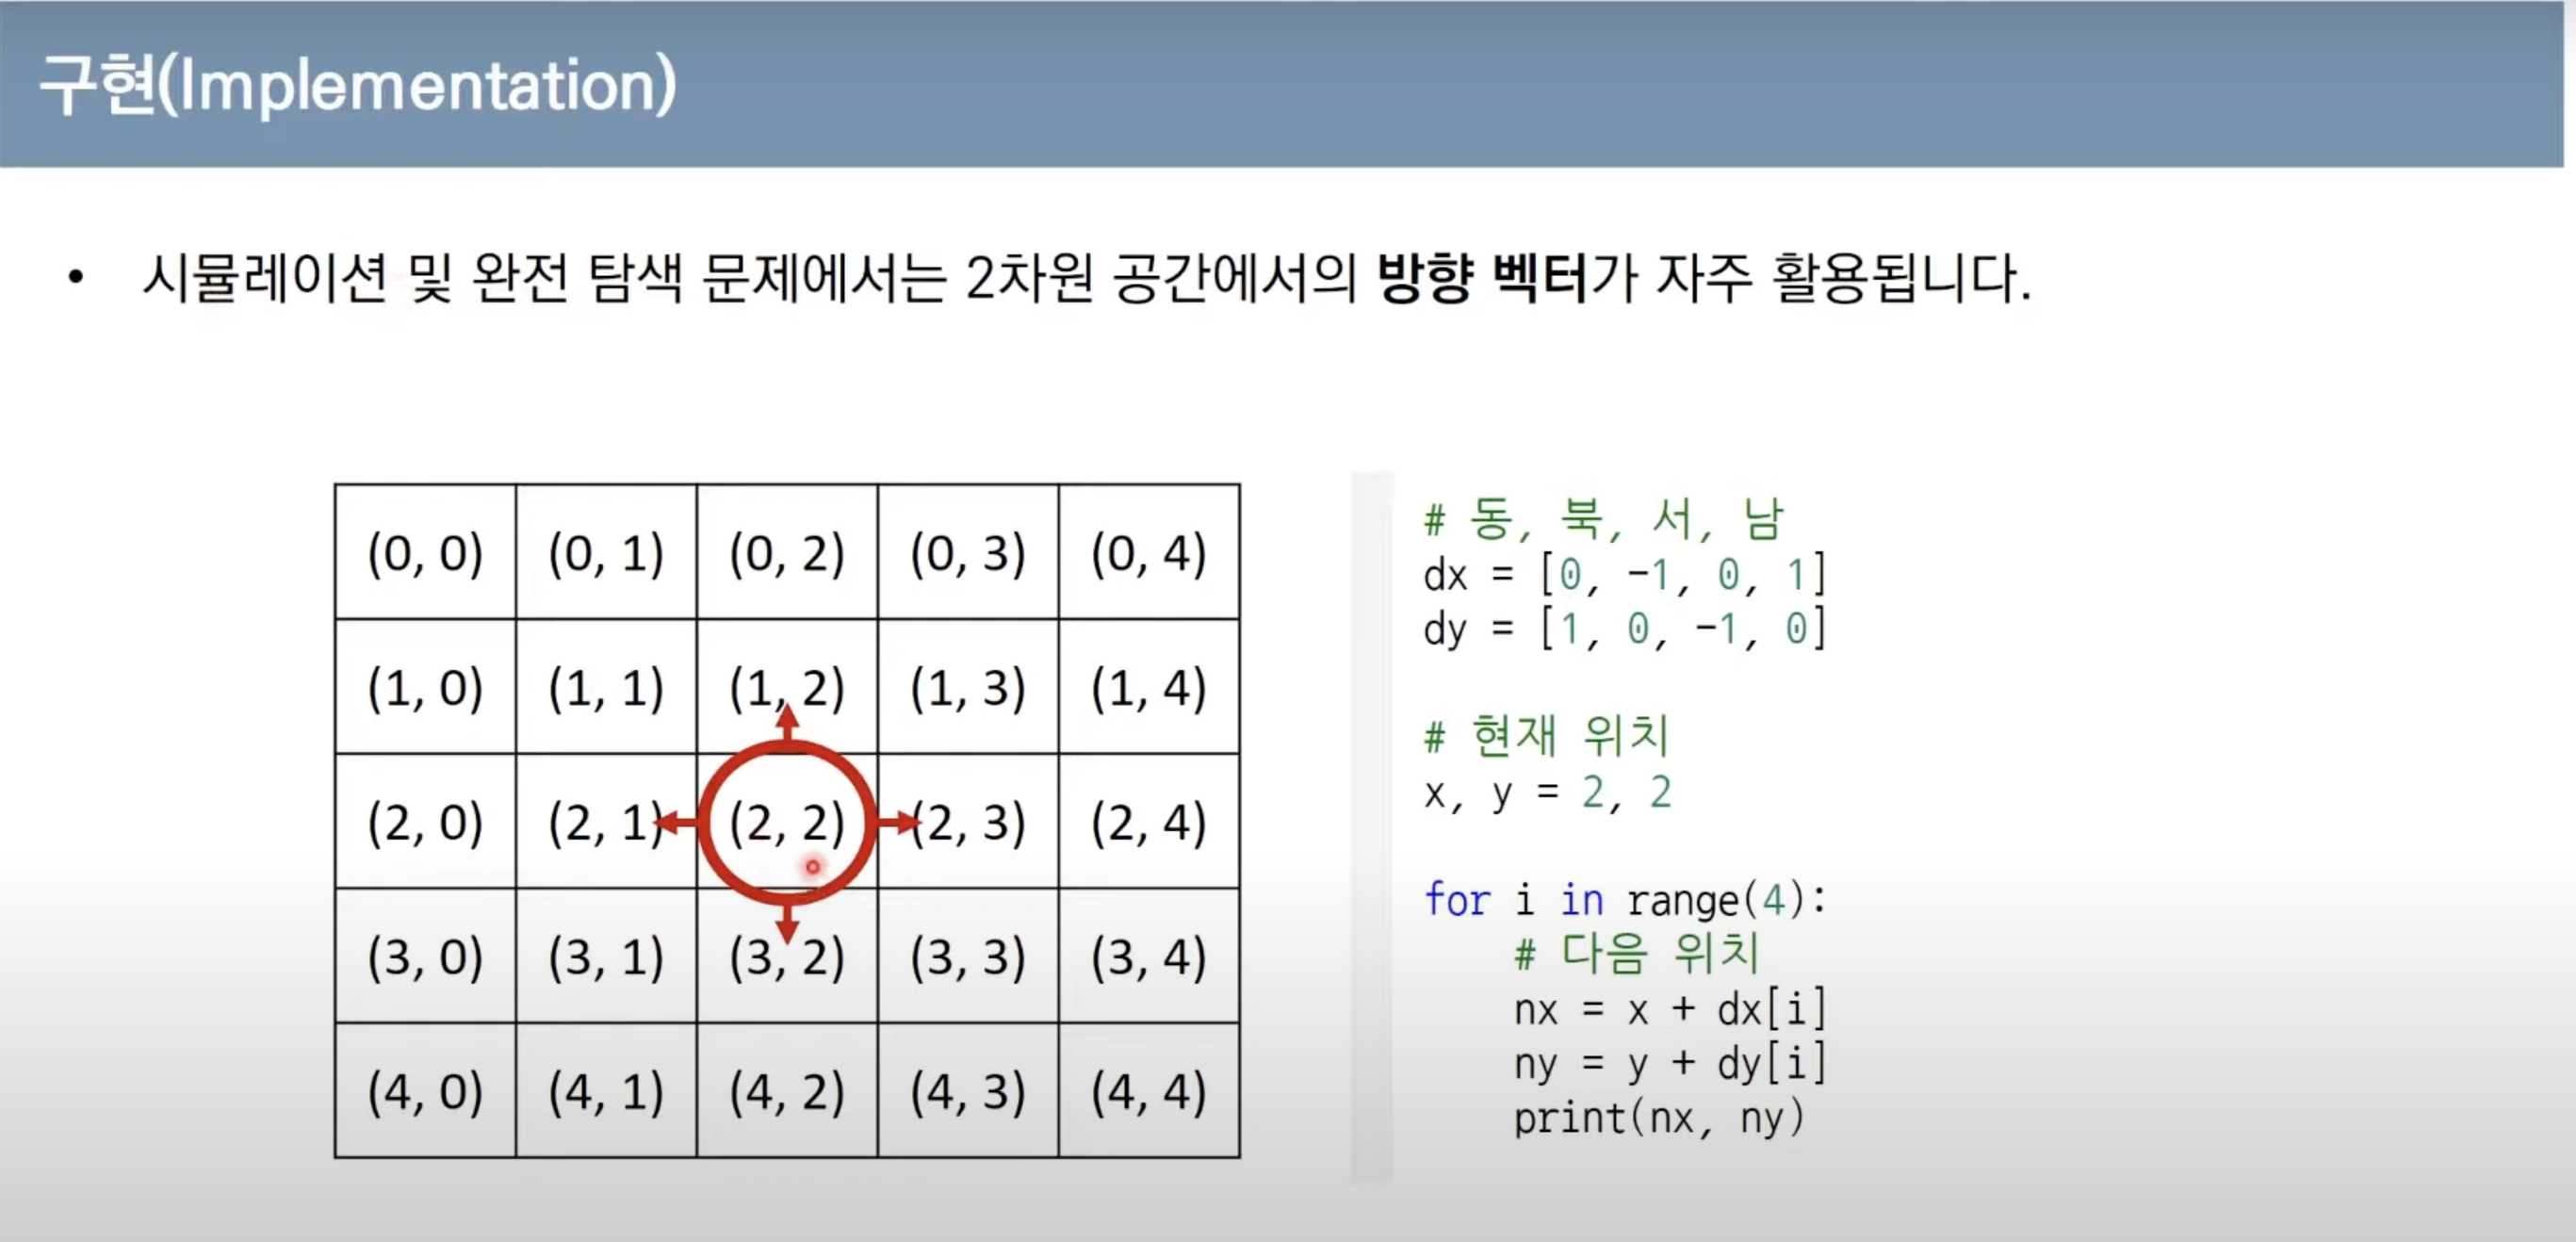 구현(Implementation)
• 시뮬레이션 및 완전 탐색 문제에서는 2차원 공간에서의 방향 벡터가 자주 활용됩니다.
(0, 0) (0, 1) (0, 2) (0, 3) (0, 4)
(1, 0) (1, 1) (1, 2) (1, 3) (1, 4)
(2, 0) (2, 1) (2, 2) (2, 3) (2, 4)
(3, 0) (3, 1) (3, 2) (3, 3) (3, 4)
(4, 0) (4, 1) (4, 2) (4, 3) (4, 4)
# 동, 북, 서, 남
dx = [0, -1, 0, 1]
dy = [1, 0, -1, 0]
# 현재 위치
x, y = 2, 2
for i in range(4):
# 다음 위치
nx = x + dx[i]
ny = y + dy[i]
print(nx, ny)